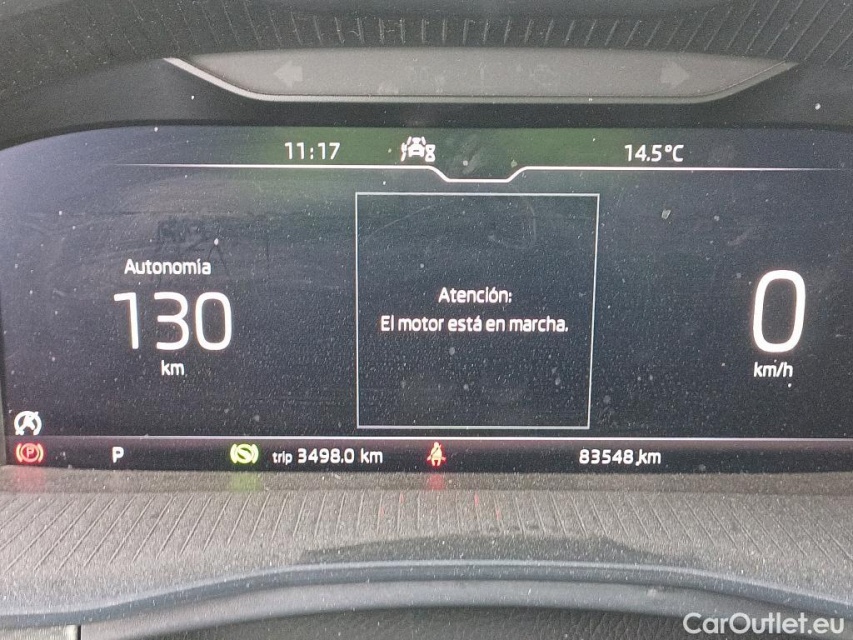 11:17
14.5°C
Autonomía
130
km
Atención:
El motor está en marcha.
0
km/h
P
trip 3498.0 km
83548 km
CarOutlet.eu